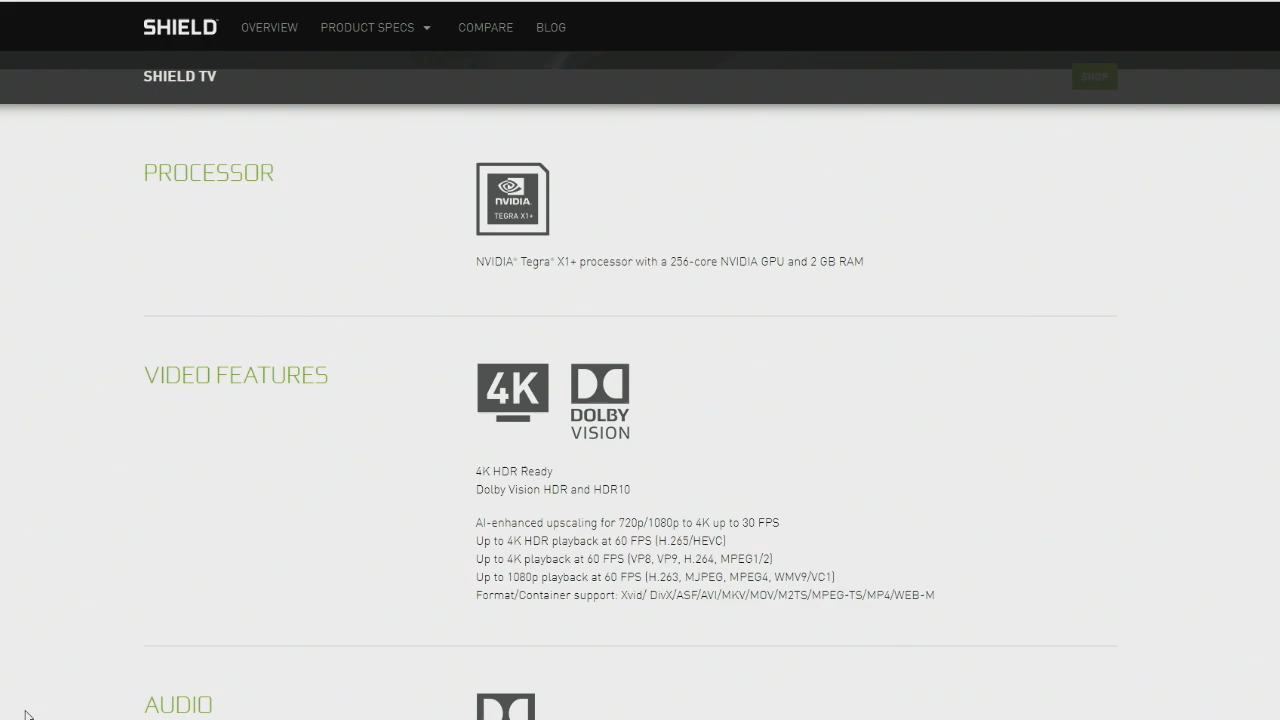 SHIELD OVERVIEW PRODUCT SPECS COMPARE BLOG
SHIELD TV SHOP
PROCESSOR
NVIDIA.
TEGRA X1+
NVIDIA® Tegra® X1+ processor with a 256-core NVIDIA GPU and 2 GB RAM
VIDEO FEATURES
4K
DOLBY
VISION
4K HDR Ready
Dolby Vision HDR and HDR10
AI-enhanced upscaling for 720p/1080p to 4K up to 30 FPS
Up to 4K HDR playback at 60 FPS (H.265/HEVC)
Up to 4K playback at 60 FPS (VP8, VP9, H.264, MPEG1/2)
Up to 1080p playback at 60 FPS (H.263, MJPEG, MPEG4, WMV9/VC1)
Format/Container support: Xvid/ DivX/ASF/AVI/MKV/MOV/M2TS/MPEG-TS/MP4/WEB-M
AUDIO